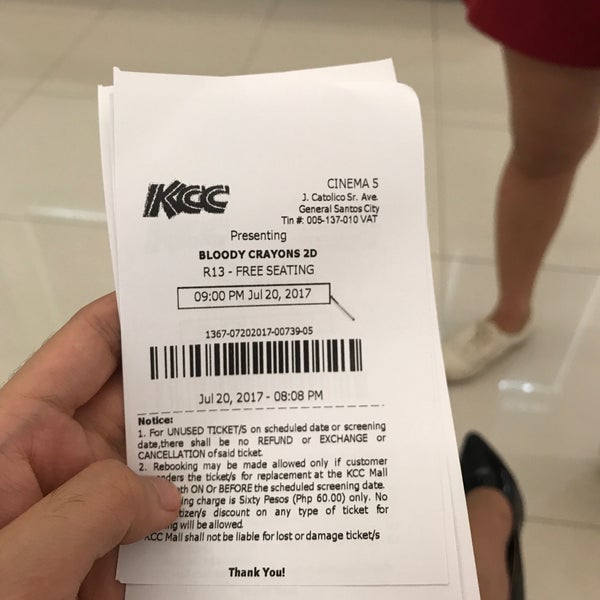 KCC
CINEMA 5
J. Catolico Sr. Ave.
General Santos City
Tin #: 005-137-010 VAT
Presenting
BLOODY CRAYONS 2D
R13 - FREE SEATING
09:00 PM Jul 20, 2017
1367-07202017-00739-05
Jul 20, 2017 - 08:08 PM
Notice:
1. For UNUSED TICKET/S on scheduled date or screening
date,there shall be no REFUND or EXCHANGE or
CANCELLATION of said ticket.
2. Rebooking may be made allowed only if customer
the ticket/s for replacement at the KCC Mall
ON Or BEFORE the scheduled screening date.
charge is Sixty Pesos (Php 60.00) only. No
discount on any type of ticket for
will be allowed.
KCC Mall shall not be liable for lost or damage ticket/s
Thank You!